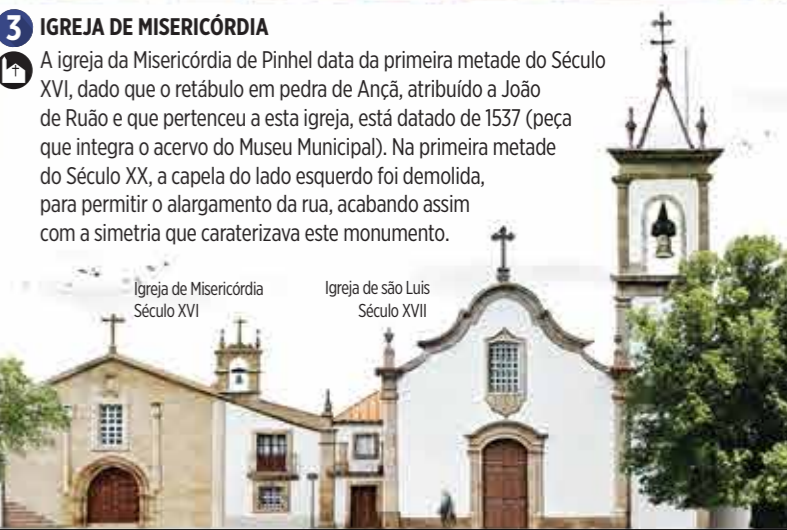 3 IGREJA DE MISERICÓRDIA
A igreja da Misericórdia de Pinhel data da primeira metade do Século
XVI, dado que o retábulo em pedra de Ançã, atribuído a João
de Ruão e que pertenceu a esta igreja, está datado de 1537 (peça
que integra o acervo do Museu Municipal). Na primeira metade
do Século XX, a capela do lado esquerdo foi demolida,
para permitir o alargamento da rua, acabando assim
com a simetria que caraterizava este monumento.
Igreja de Misericórdia
Século XVI
Igreja de são Luis
Século XVII